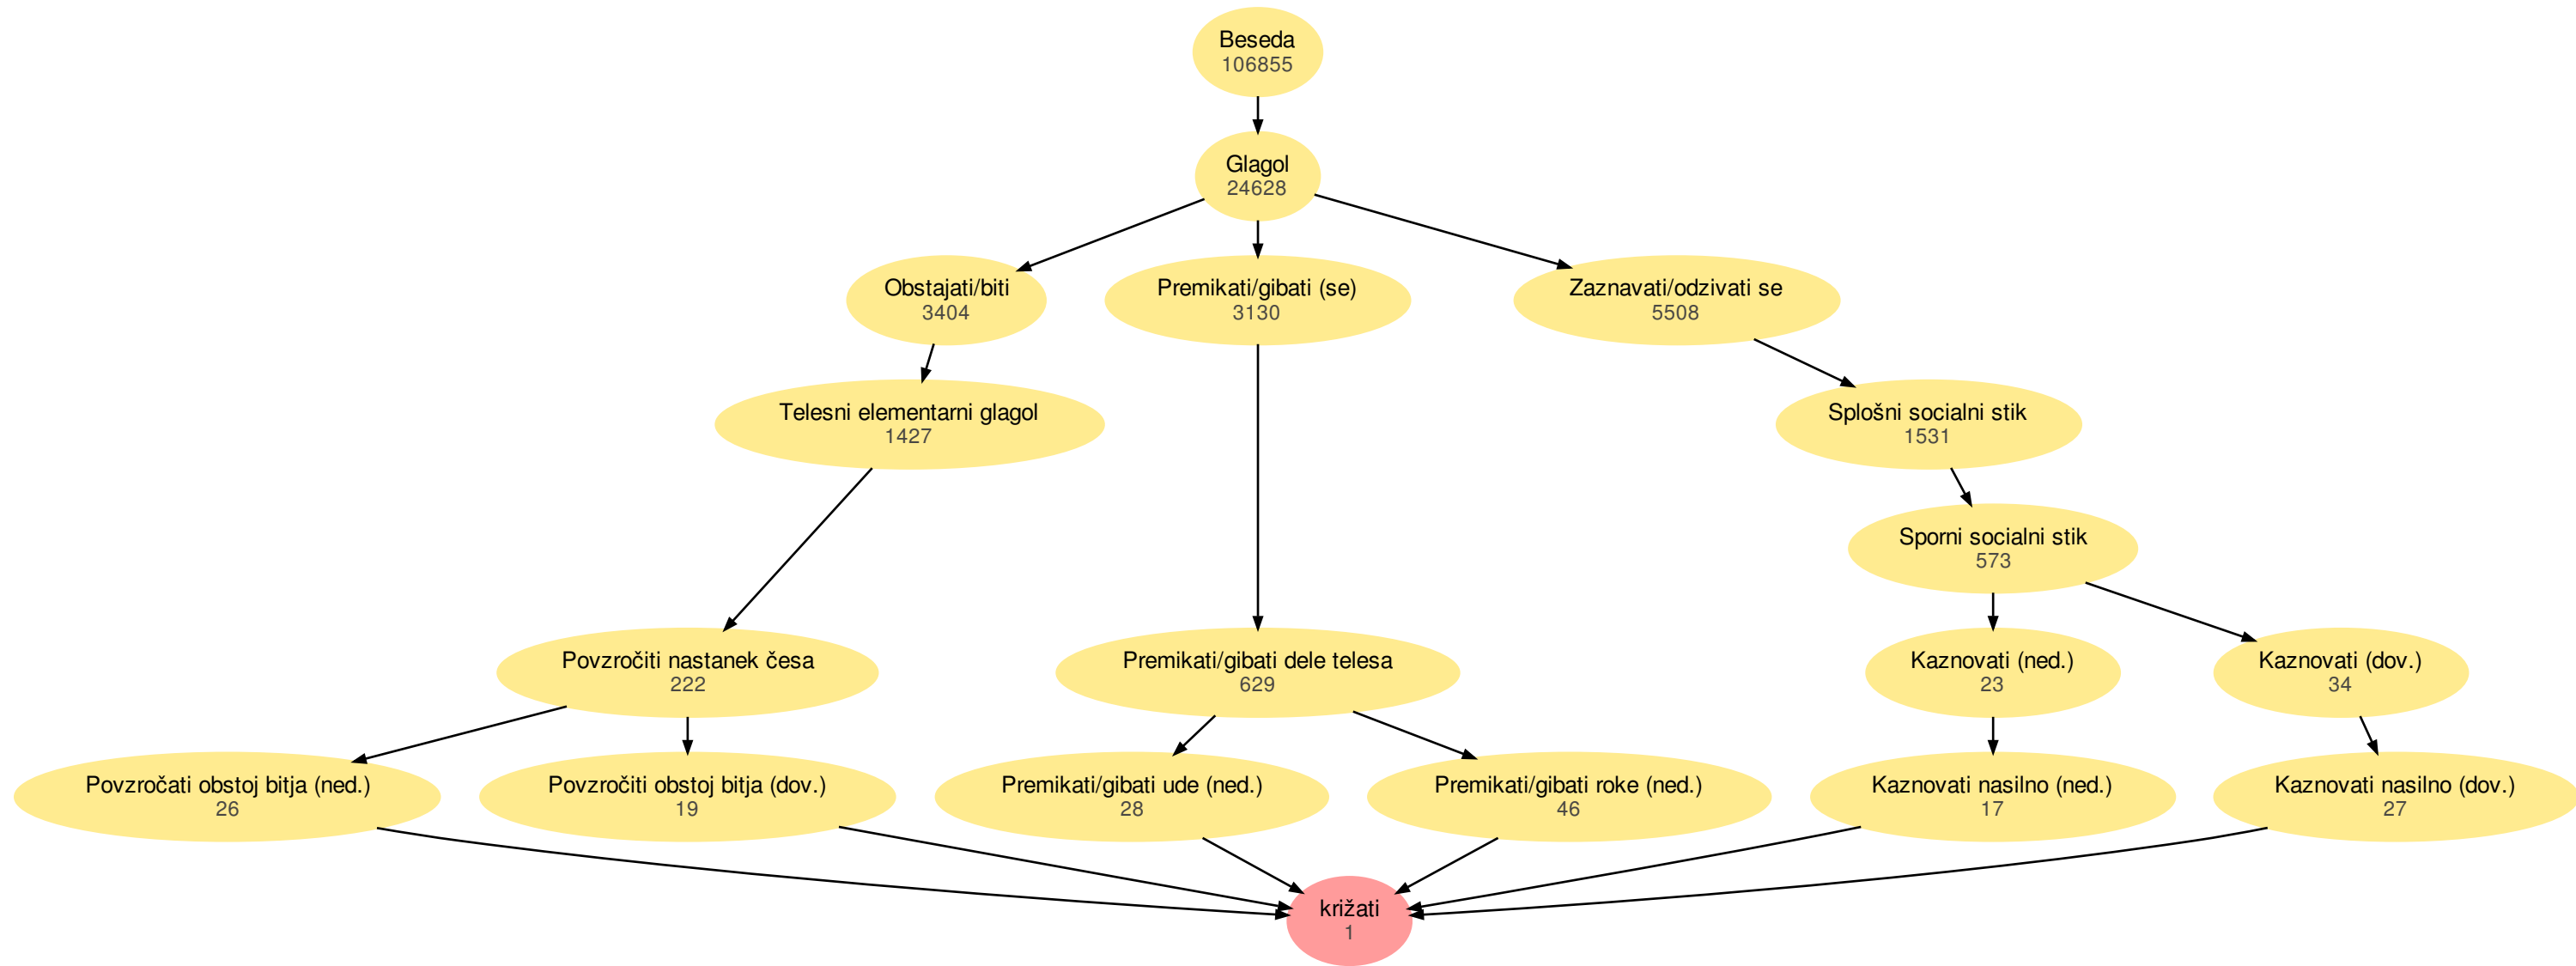 Beseda
106855
Glagol
24628
Obstajati/biti
3404
Premikati/gibati (se)
3130
Zaznavati/odzivati se
5508
Telesni elementarni glagol
1427
Splošni socialni stik
1531
Sporni socialni stik
573
Povzročiti nastanek česa
222
Premikati/gibati dele telesa
629
Kaznovati (ned.)
23
Kaznovati (dov.)
34
Povzročati obstoj bitja (ned.)
26
Povzročiti obstoj bitja (dov.)
19
Premikati/gibati ude (ned.)
28
Premikati/gibati roke (ned.)
46
Kaznovati nasilno (ned.)
17
Kaznovati nasilno (dov.)
27
križati
1